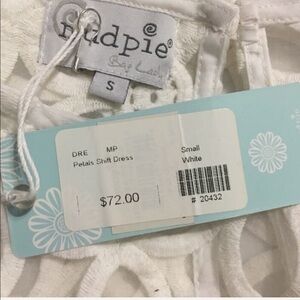 mudpie®
S
DRE MP
Petals Shift Dress
$72.00
Small
White
# 20432